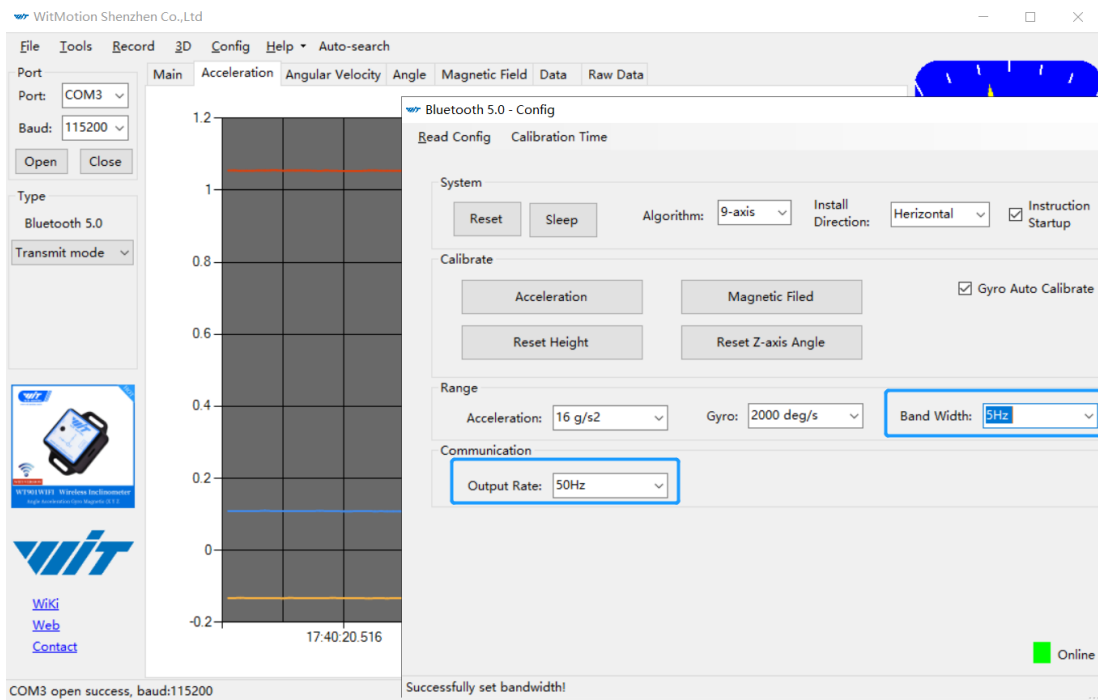 WitMotion Shenzhen Co.,Ltd
File Tools Record 3D Config Help Auto-search
Port
Port: COM3
Baud: 115200
Open Close
Type
Bluetooth 5.0
Transmit mode
WiT
WT901WIFI Wireless Inclinometer
WiT
WiKi
Web
Contact
COM3 open success, baud:115200
Main Acceleration Angular Velocity Angle Magnetic Field Data Raw Data
1.2
1
0.8
0.6
0.4
0.2
0
-0.2
17:40:20.516
Bluetooth 5.0 - Config
Read Config Calibration Time
System
Reset Sleep Algorithm: 9-axis Install Direction: Horizontal Instruction Startup
Calibrate
Acceleration Magnetic Filed Gyro Auto Calibrate
Reset Height Reset Z-axis Angle
Range
Acceleration: 16 g/s2 Gyro: 2000 deg/s Band Width: 5Hz
Communication
Output Rate: 50Hz
Online
Successfully set bandwidth!